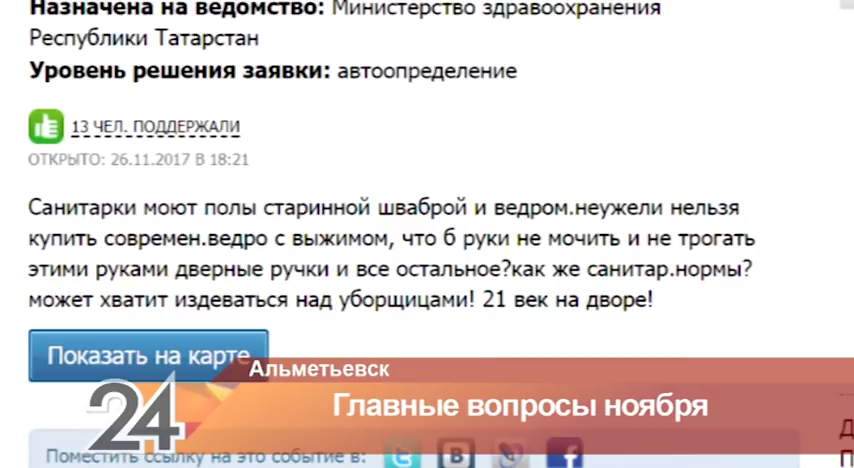 Назначена на ведомство: Министерство здравоохранения
Республики Татарстан
Уровень решения заявки: автоопределение
13 ЧЕЛ. ПОДДЕРЖАЛИ
ОТКРЫТО: 26.11.2017 В 18:21
Санитарки моют полы старинной шваброй и ведром.неужели нельзя
купить современ.ведро с выжимом, что б руки не мочить и не трогать
этими руками дверные ручки и все остальное?как же санитар.нормы?
может хватит издеваться над уборщицами! 21 век на дворе!
Показать на карте
Альметьевск
24
Главные вопросы ноября
Поместить ссылку на это событие в: